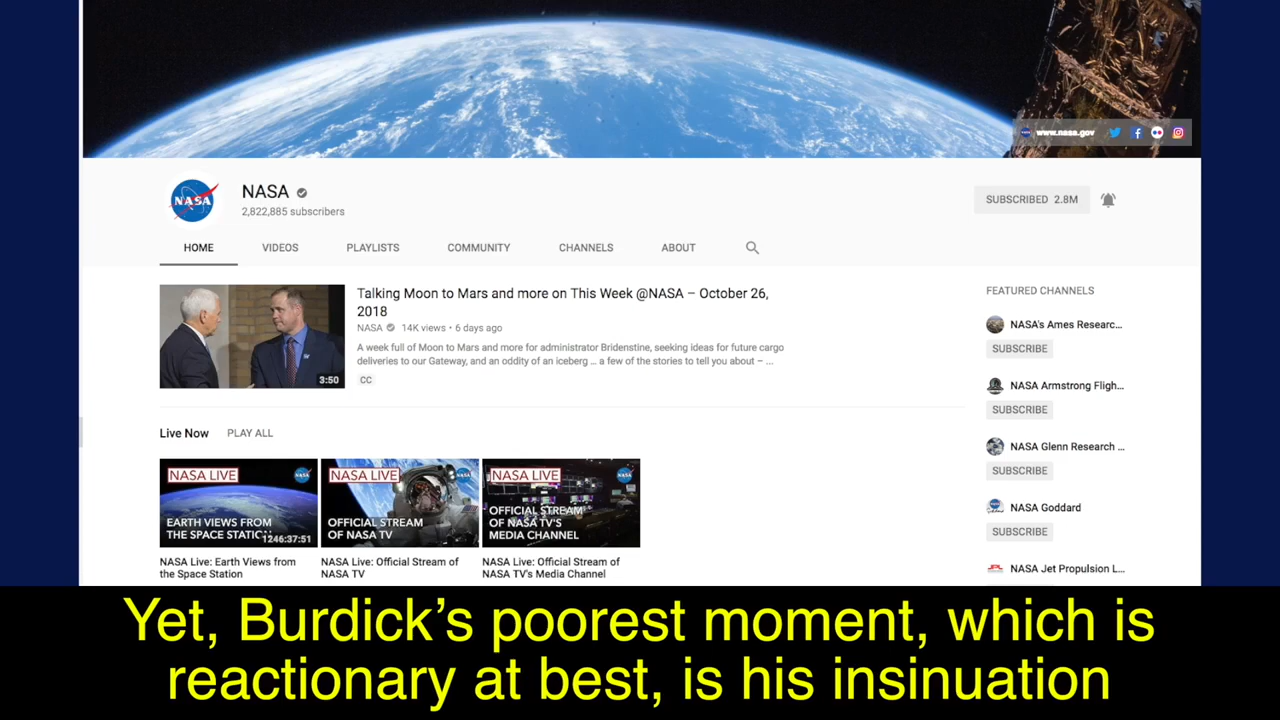 www.nasa.gov
NASA
NASA
2,822,885 subscribers
SUBSCRIBED 2.8M
HOME VIDEOS PLAYLISTS COMMUNITY CHANNELS ABOUT
Talking Moon to Mars and more on This Week @NASA – October 26,
2018
NASA 14K views • 6 days ago
A week full of Moon to Mars and more for administrator Bridenstine, seeking ideas for future cargo
deliveries to our Gateway, and an oddity of an iceberg ... a few of the stories to tell you about – ...
3:50
CC
FEATURED CHANNELS
NASA's Ames Researc...
SUBSCRIBE
NASA Armstrong Fligh...
SUBSCRIBE
NASA Glenn Research ...
SUBSCRIBE
NASA Goddard
SUBSCRIBE
NASA Jet Propulsion L...
Live Now PLAY ALL
NASA LIVE
EARTH VIEWS FROM
THE SPACE STATION
1246:37:51
NASA Live: Earth Views from
the Space Station
NASA LIVE
OFFICIAL STREAM
OF NASA TV
NASA Live: Official Stream of
NASA TV
NASA LIVE
OFFICIAL STREAM
OF NASA TV'S
MEDIA CHANNEL
NASA Live: Official Stream of
NASA TV's Media Channel
Yet, Burdick's poorest moment, which is
reactionary at best, is his insinuation